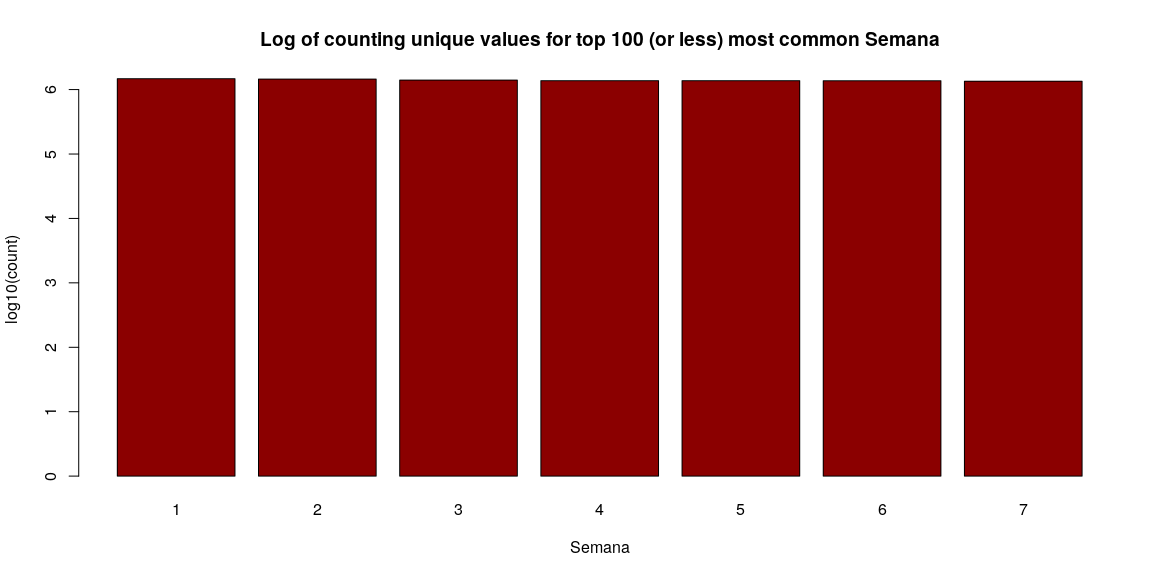 Log of counting unique values for top 100 (or less) most common Semana
6
5
4
3
2
1
0
log10(count)
1 2 3 4 5 6 7
Semana